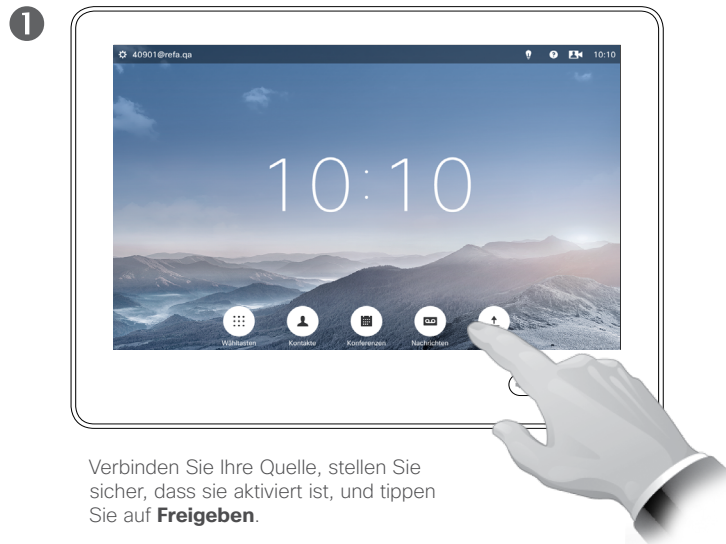 1
40901@refa.qa
10:10
10:10
Wähltasten Kontakte Konferenzen Nachrichten
Verbinden Sie Ihre Quelle, stellen Sie
sicher, dass sie aktiviert ist, und tippen
Sie auf Freigeben.